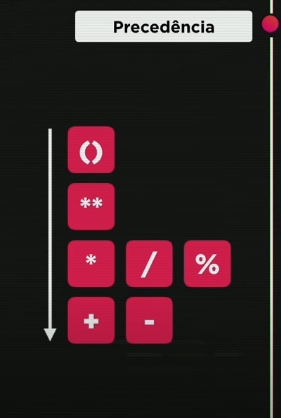 Precedência
()
**
* / %
+ -